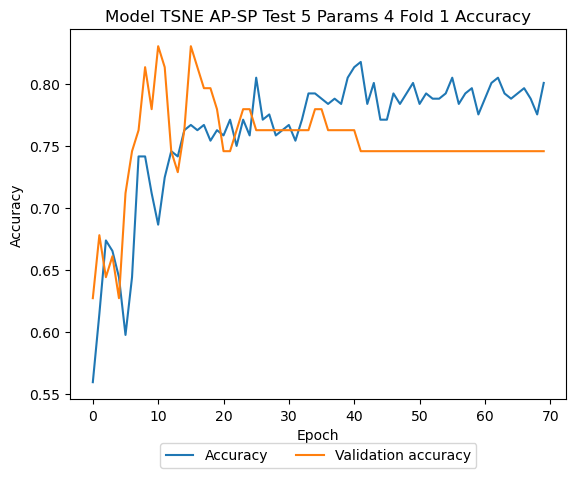 Model TSNE AP-SP Test 5 Params 4 Fold 1 Accuracy
Accuracy
0.80
0.75
0.70
0.65
0.60
0.55
0 10 20 30 40 50 60 70
Epoch
Accuracy Validation accuracy